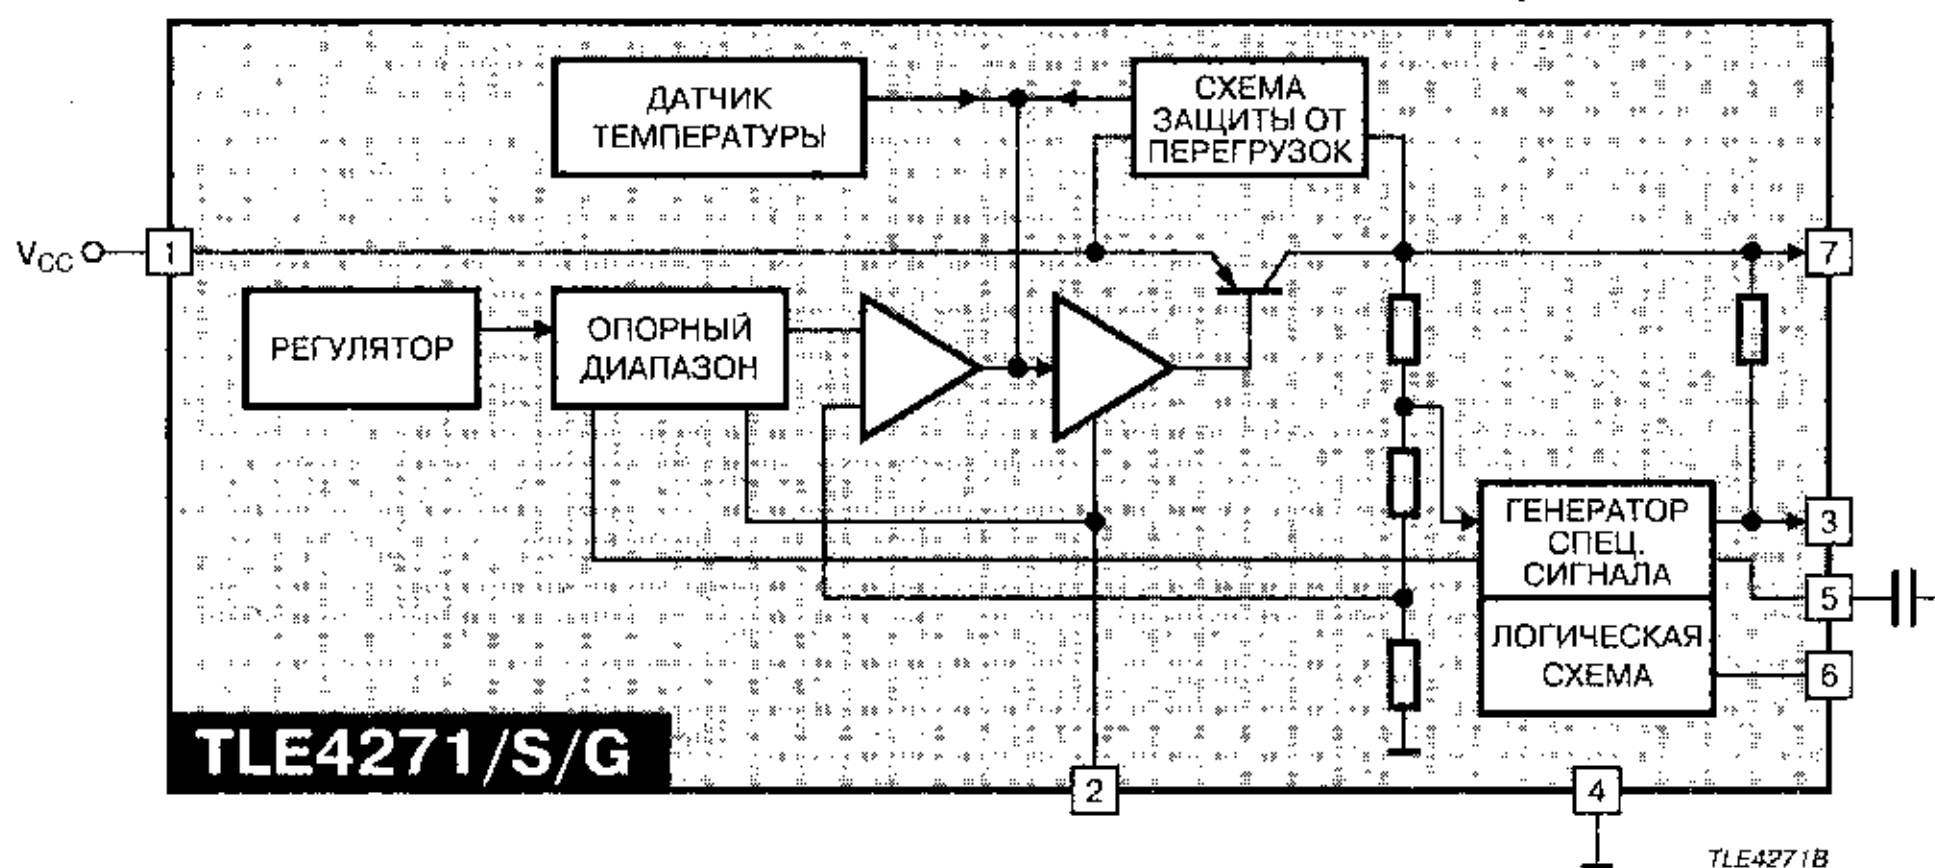 ДАТЧИК
ТЕМПЕРАТУРЫ
СХЕМА
ЗАЩИТЫ ОТ
ПЕРЕГРУЗОК
VCC
1
7
РЕГУЛЯТОР
ОПОРНЫЙ
ДИАПАЗОН
ГЕНЕРАТОР
СПЕЦ.
СИГНАЛА
3
5
ЛОГИЧЕСКАЯ
СХЕМА
6
TLE4271/S/G
2
4
TLE4271B